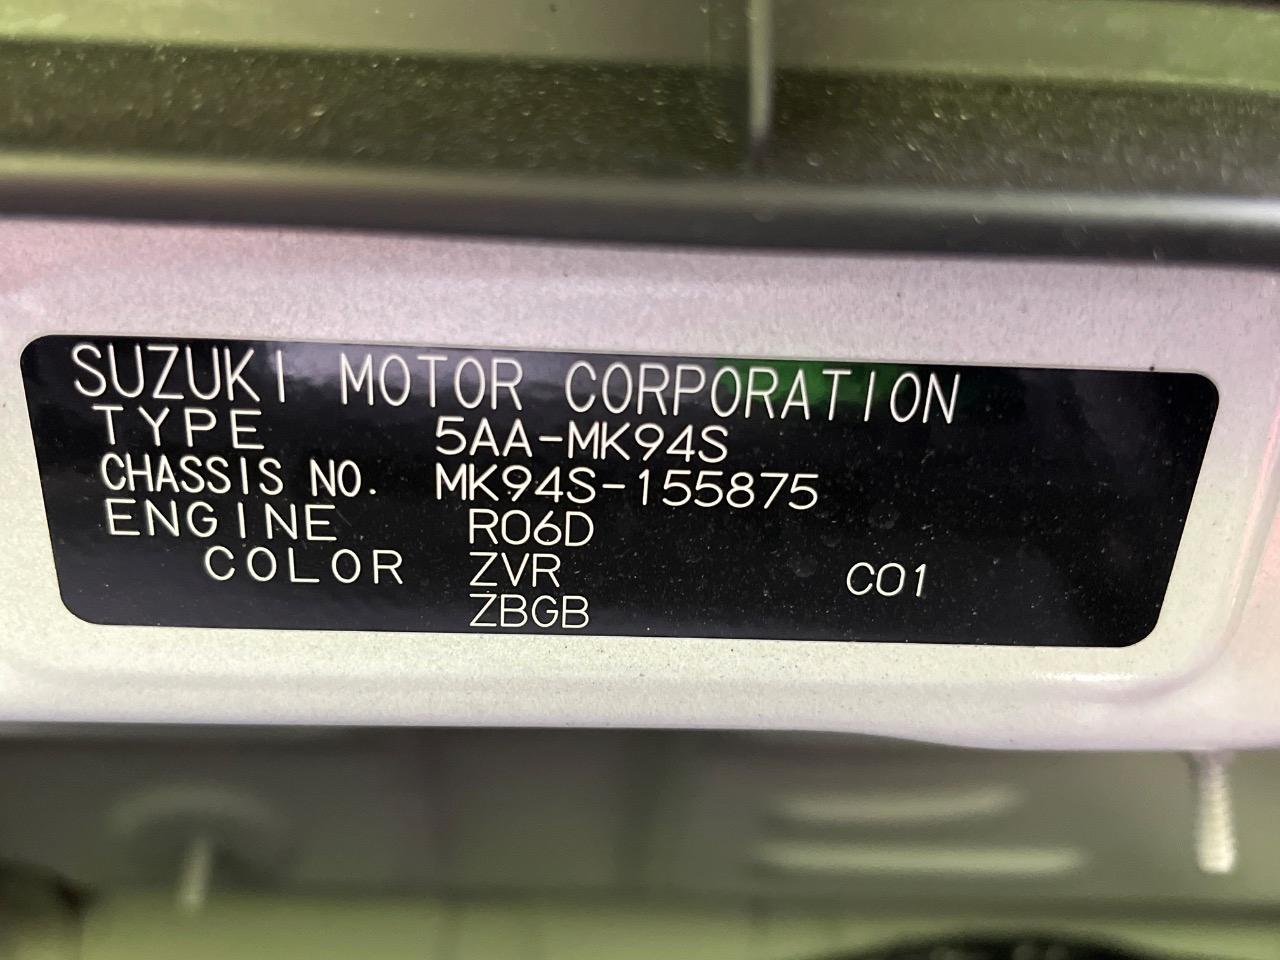 SUZUKI MOTOR CORPORATION
TYPE 5AA-MK94S
CHASSIS NO. MK94S-155875
ENGINE R06D
COLOR ZVR C01
ZBGB